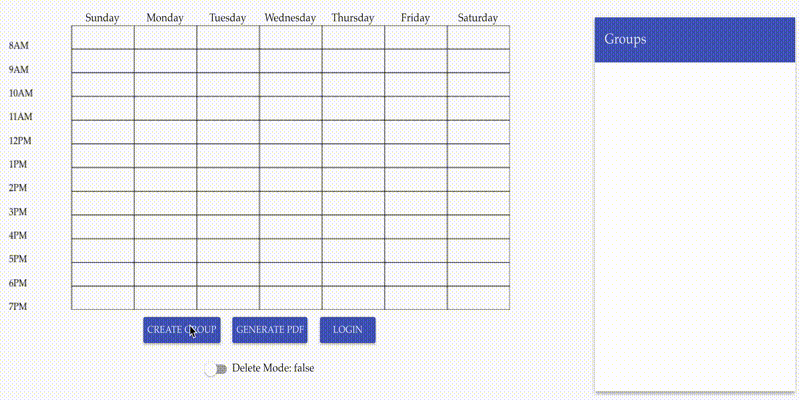 Sunday Monday Tuesday Wednesday Thursday Friday Saturday
8AM
9AM
10AM
11AM
12PM
1PM
2PM
3PM
4PM
5PM
6PM
7PM
CREATE GROUP GENERATE PDF LOGIN
Delete Mode: false
Groups